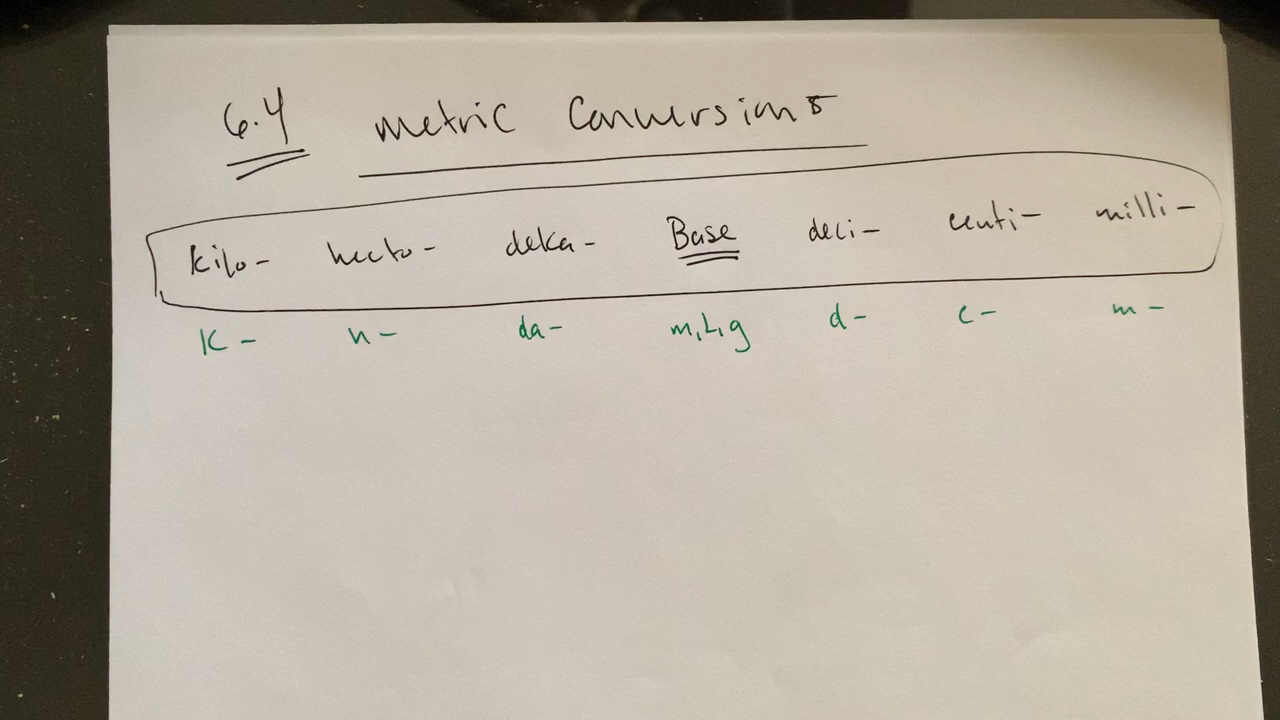 6.4 metric Conversions
kilo- hecto- deka- Base deci- centi- milli-
k- h- da- m, L, g d- c- m-